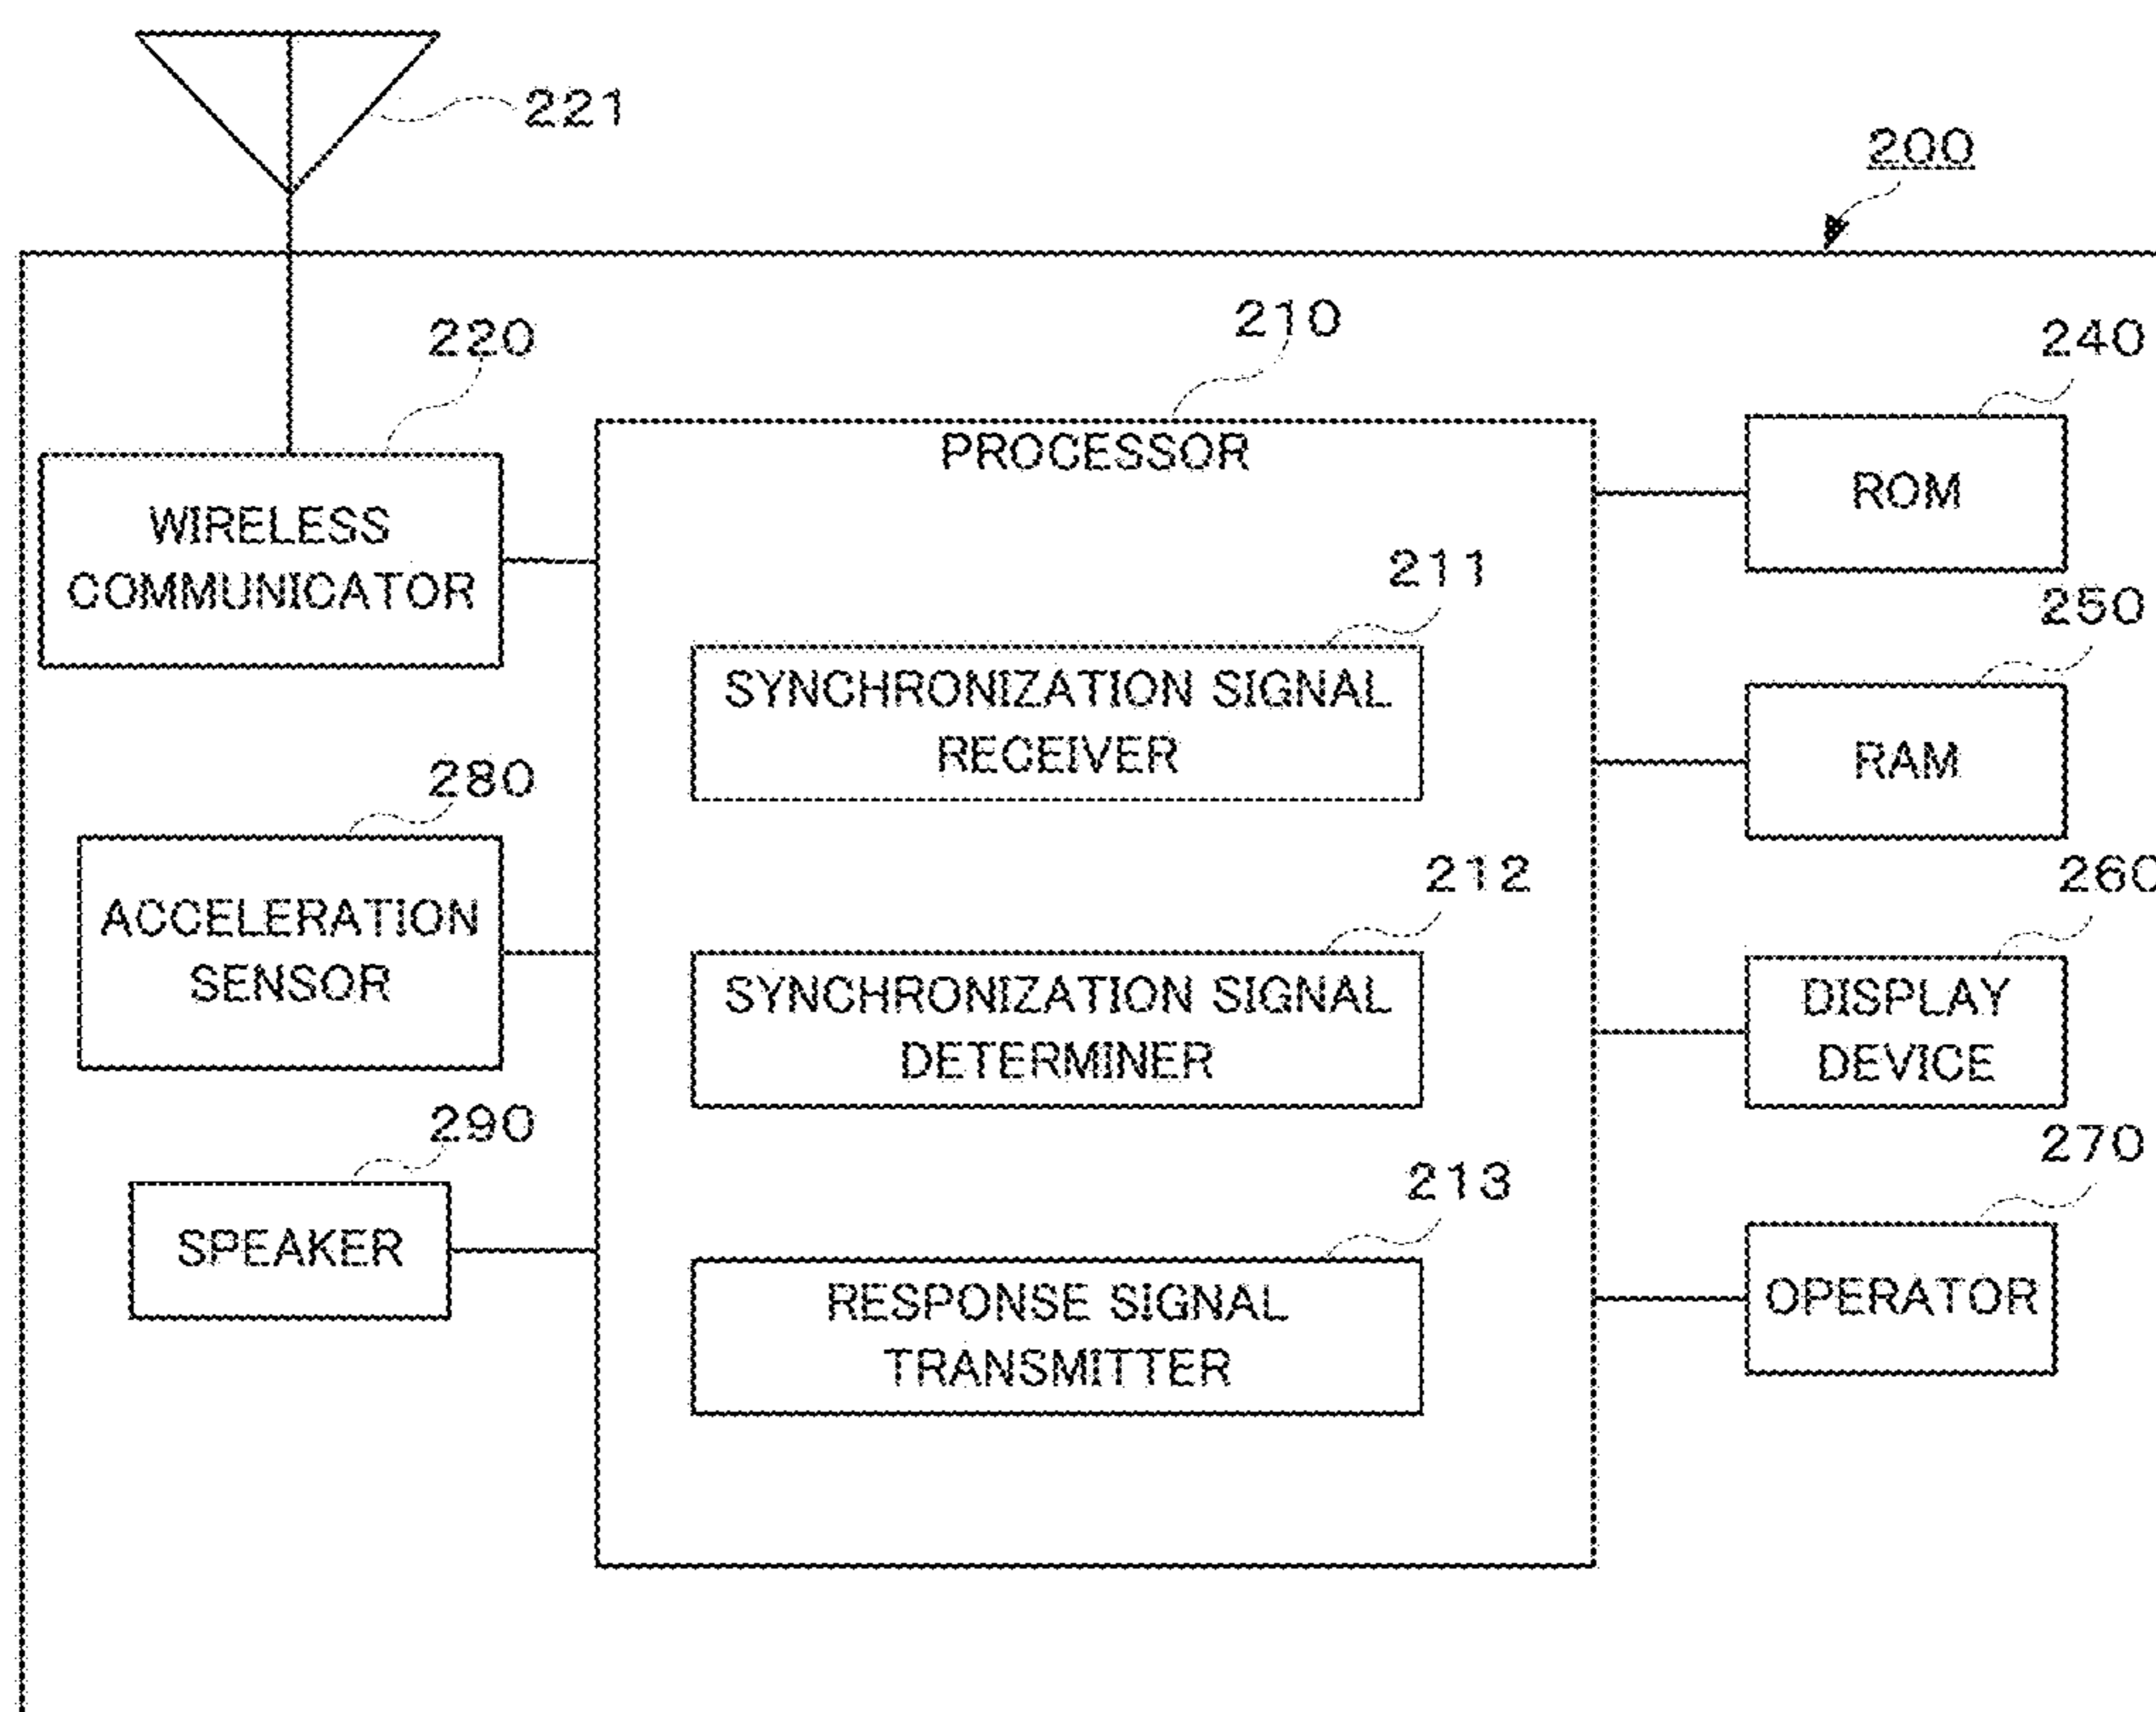 221
200
220
210
240
PROCESSOR
ROM
WIRELESS
COMMUNICATOR
211
250
SYNCHRONIZATION SIGNAL
RECEIVER
RAM
280
212
260
ACCELERATION
SENSOR
SYNCHRONIZATION SIGNAL
DETERMINER
DISPLAY
DEVICE
290
270
213
SPEAKER
RESPONSE SIGNAL
TRANSMITTER
OPERATOR